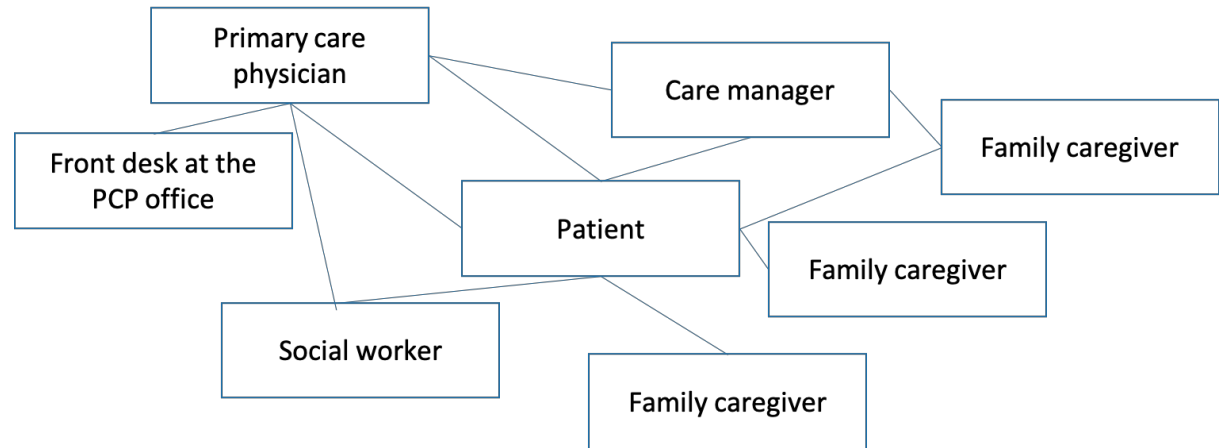 Primary care
physician
Care manager
Family caregiver
Front desk at the
PCP office
Patient
Family caregiver
Social worker
Family caregiver